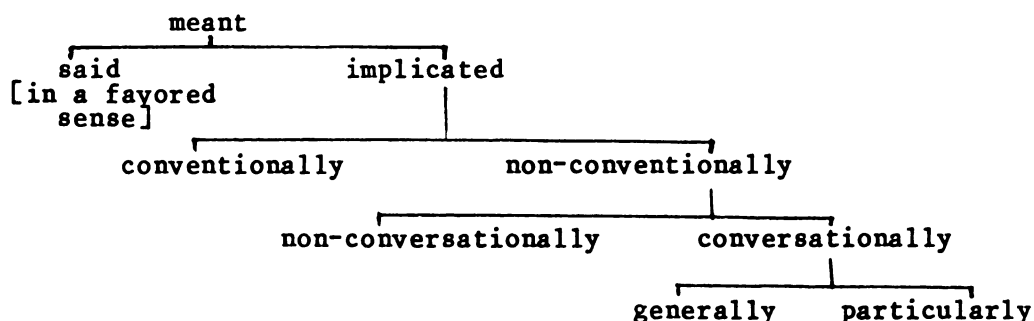 meant
said implicated
[in a favored
sense]
conventionally non-conventionally
non-conversationally conversationally
generally particularly